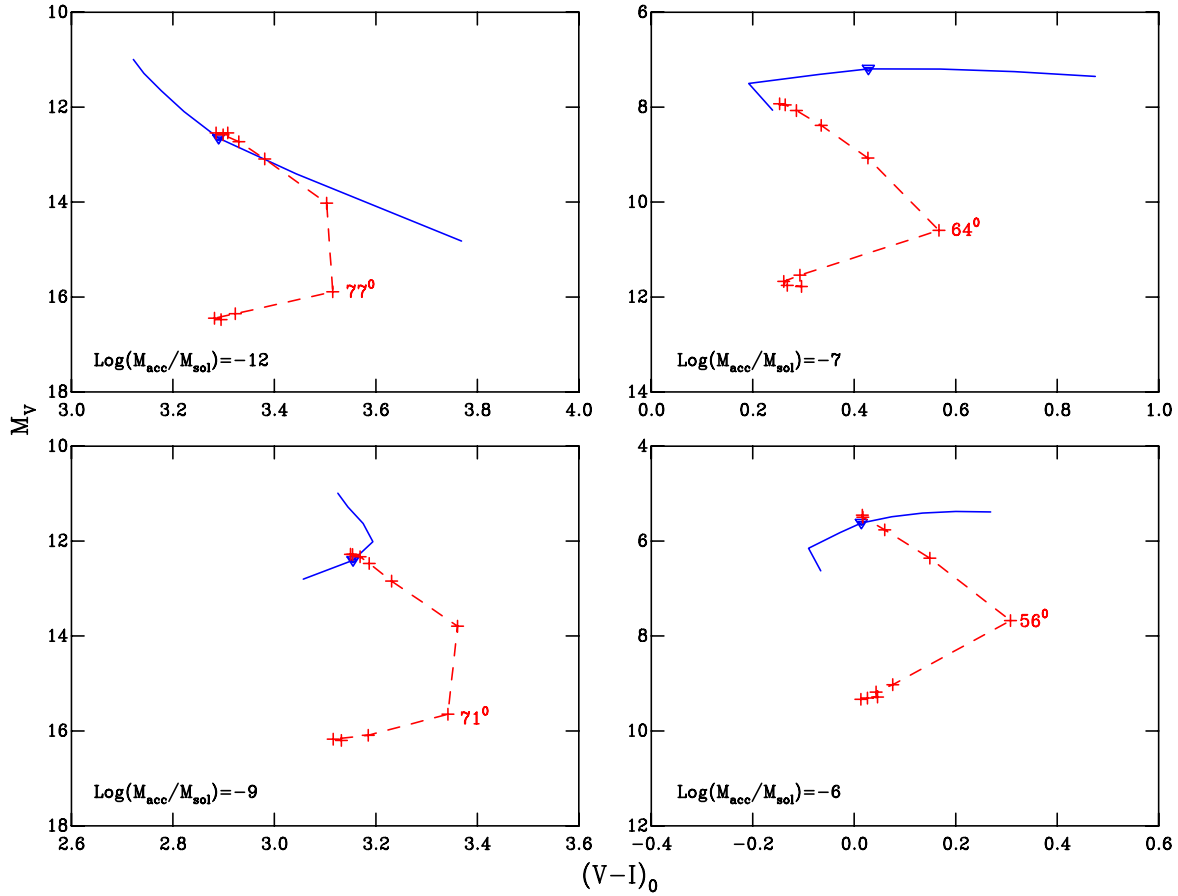 10
12
14
16
18
3.0 3.2 3.4 3.6 3.8 4.0
77⁰
Log(M_acc/M_sol)=−12
6
8
10
12
14
0.0 0.2 0.4 0.6 0.8 1.0
64⁰
Log(M_acc/M_sol)=−7
M_V
10
12
14
16
18
2.6 2.8 3.0 3.2 3.4 3.6
71⁰
Log(M_acc/M_sol)=−9
4
6
8
10
12
−0.4 −0.2 0.0 0.2 0.4 0.6
56⁰
Log(M_acc/M_sol)=−6
(V−I)₀